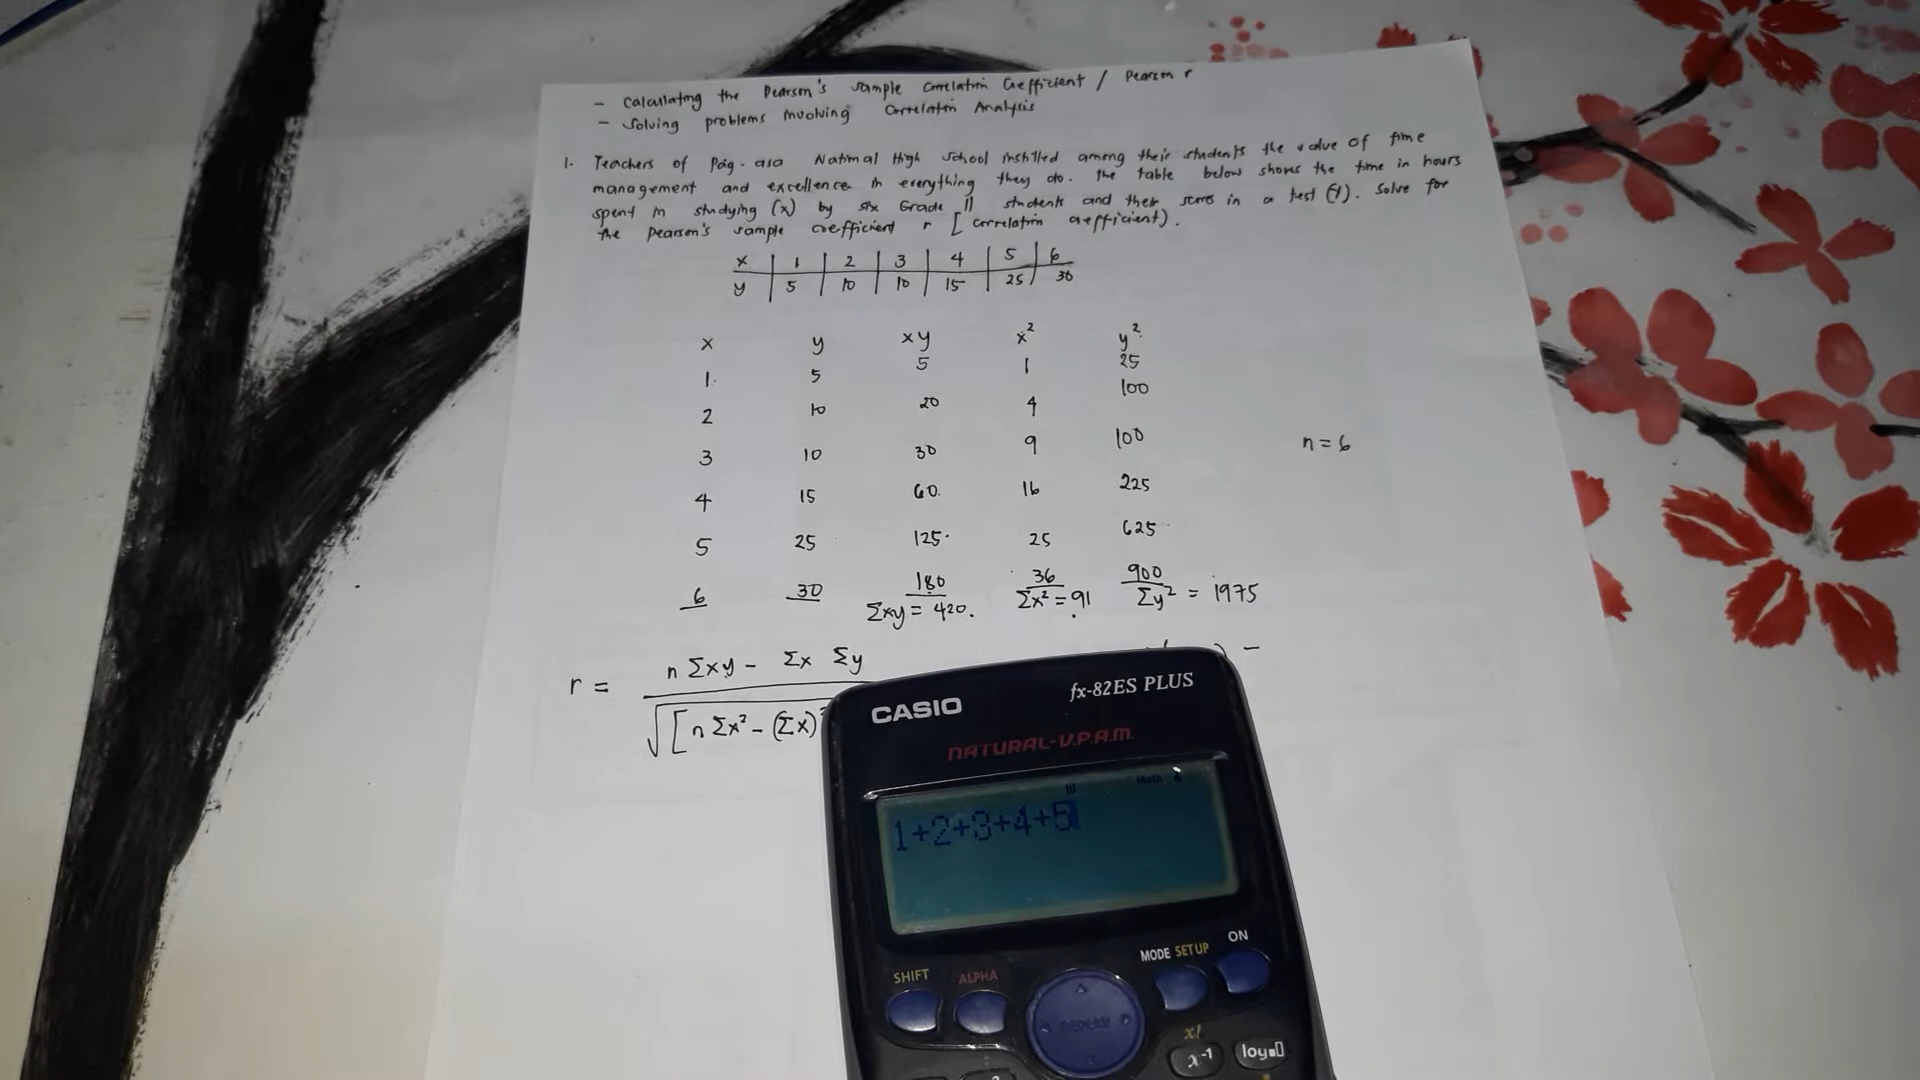 - Calculating the Pearson's sample Correlation Coefficient / Pearson r
- Solving problems involving Correlation Analysis
1. Teachers of Pag-asa National High School instilled among their students the value of time
management and excellence in everything they do. The table below shows the time in hours
spent in studying (x) by six Grade 11 students and their scores in a test (Y). Solve for
the Pearson's sample coefficient r [correlation coefficient).
x 1 2 3 4 5 6
y 5 10 10 15 25 30
x y xy x² y²
1. 5 5 1 25
2 10 20 4 100
3 10 30 9 100
n = 6
4 15 60. 16 225
5 25 125. 25 625
6 30 180 36 900
Σxy = 420. Σx² = 91 Σy² = 1975
r = n Σxy - Σx Σy
√[n Σx² - (Σx)
CASIO
fx-82ES PLUS
NATURAL-V.P.A.M.
Math ▲
1+2+3+4+5
MODE SETUP ON
SHIFT ALPHA
REPLAY
x!
x⁻¹ log